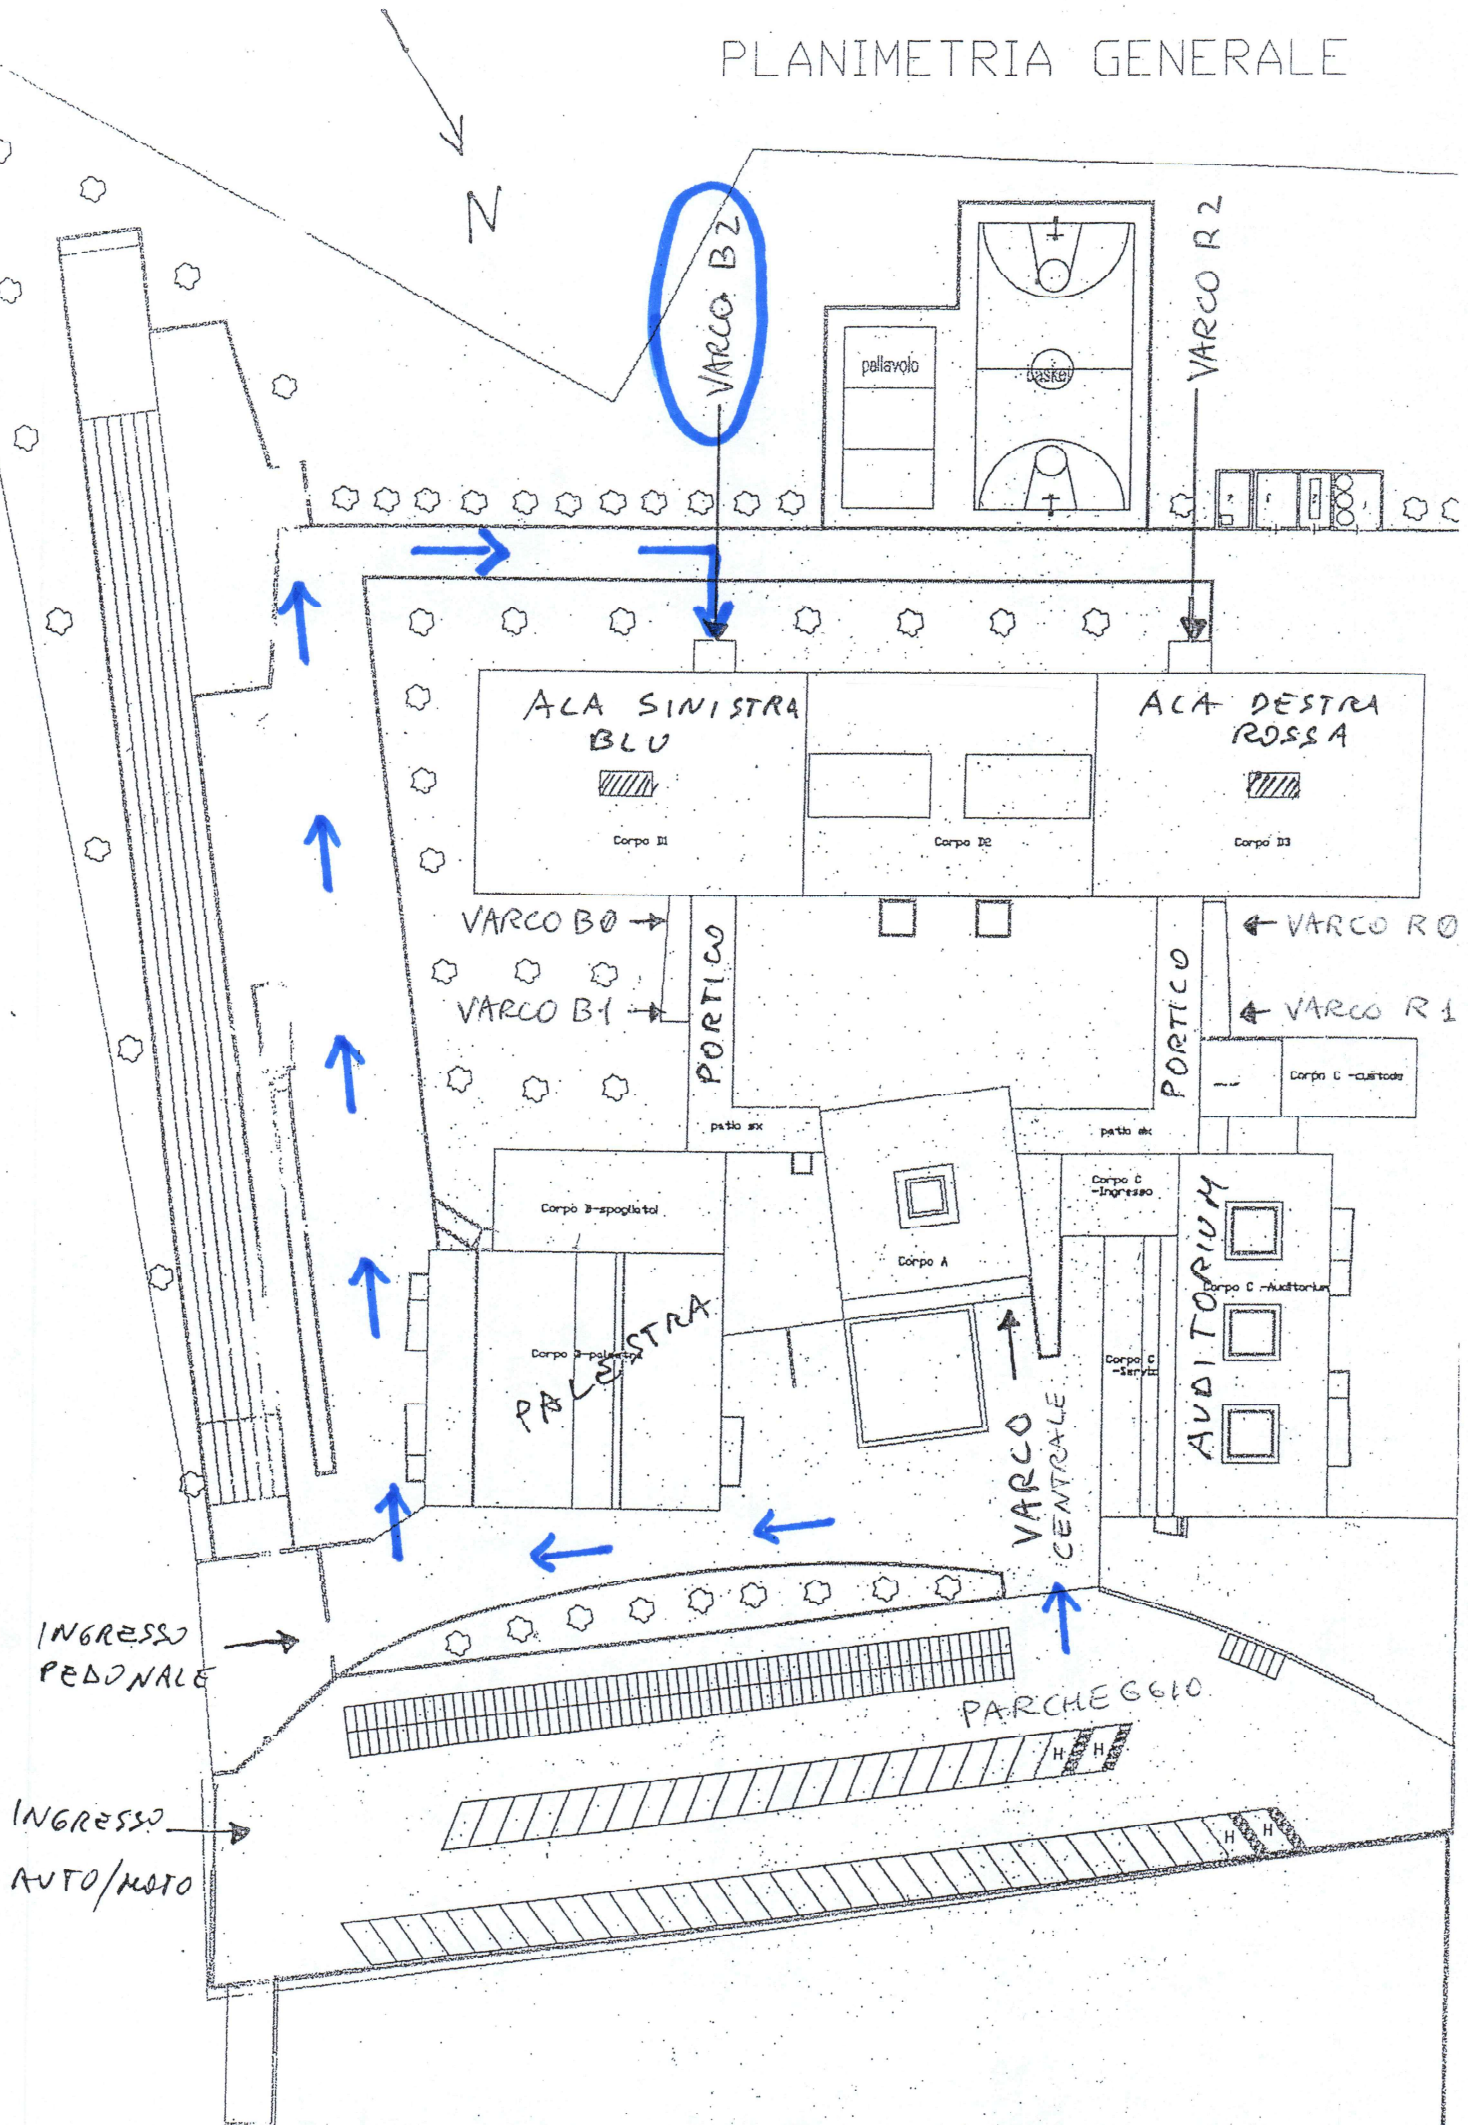 PLANIMETRIA GENERALE
N
VARCO B2
VARCO R2
pallavolo
basket
ALA SINISTRA
BLU
ALA DESTRA
ROSSA
Corpo D1
Corpo D2
Corpo D3
VARCO B0
VARCO B1
PORTICO
PORTICO
VARCO R0
VARCO R1
Corpo C -custode
patio sx
patio dx
Corpo B-spogliatoi
Corpo A
Corpo C
-Ingresso
AUDITORIUM
Corpo C -Auditorium
Corpo B-palestra
PALESTRA
Corpo C
-Servizi
VARCO
CENTRALE
INGRESSO
PEDONALE
PARCHEGGIO
H H
INGRESSO
AUTO/MOTO
H H